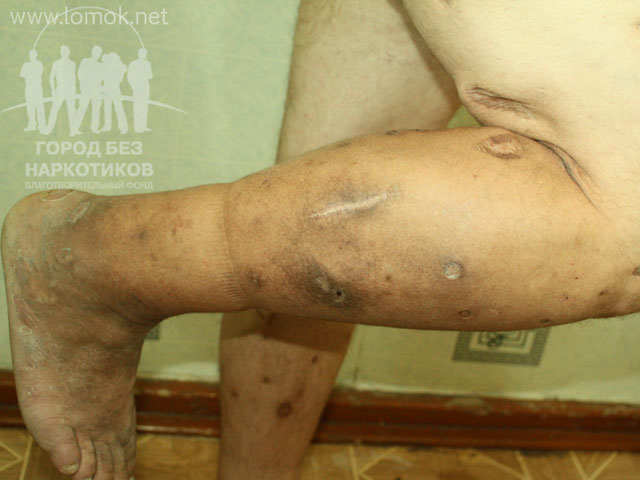 www.lomok.net
ГОРОД БЕЗ
НАРКОТИКОВ
БЛАГОТВОРИТЕЛЬНЫЙ ФОНД